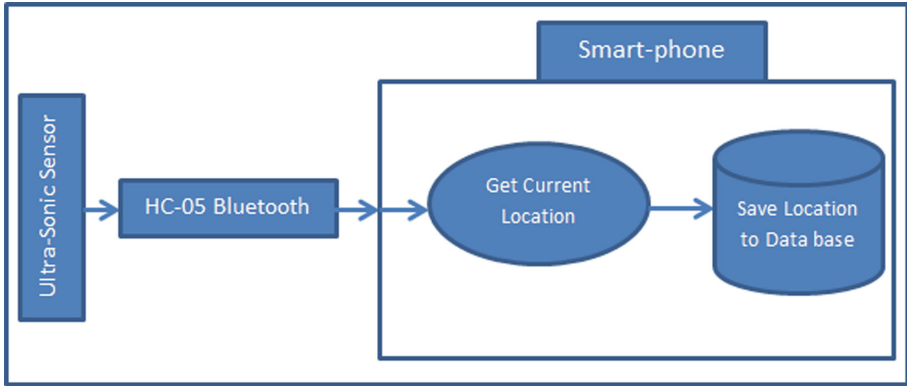 Smart-phone
Ultra-Sonic Sensor
HC-05 Bluetooth
Get Current
Location
Save Location
to Data base